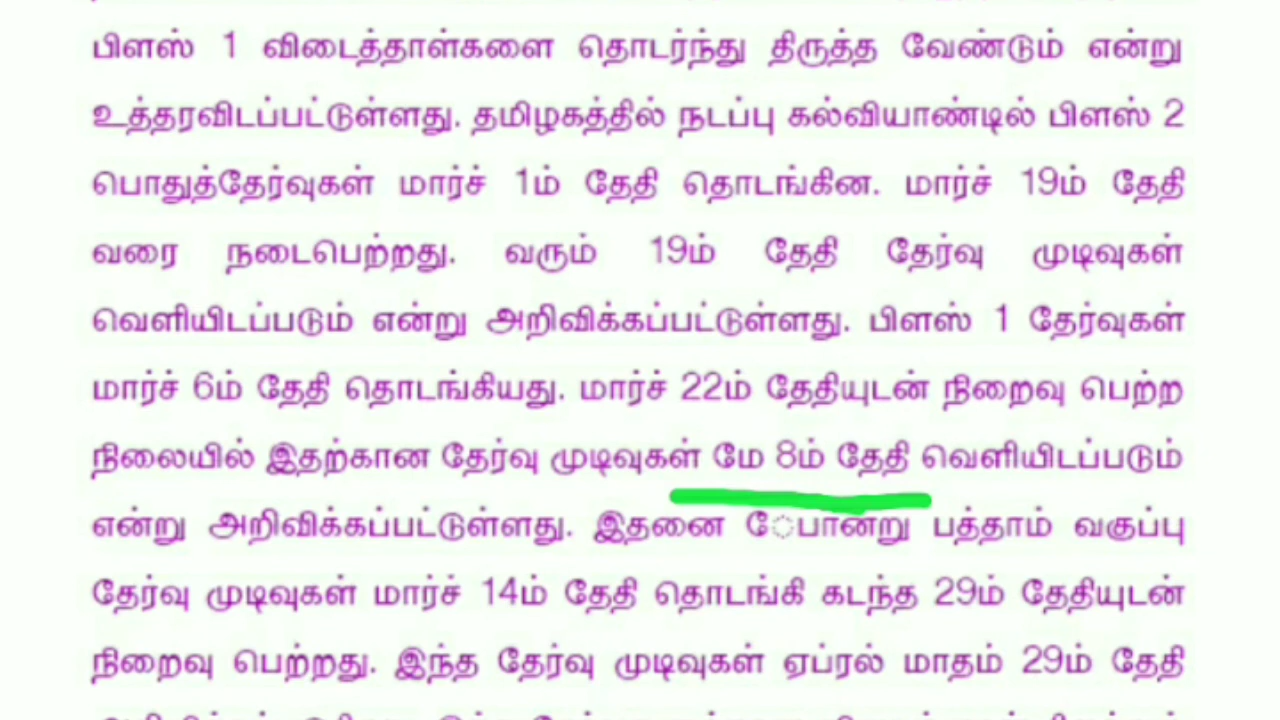 பிளஸ் 1 விடைத்தாள்களை தொடர்ந்து திருத்த வேண்டும் என்று
உத்தரவிடப்பட்டுள்ளது. தமிழகத்தில் நடப்பு கல்வியாண்டில் பிளஸ் 2
பொதுத்தேர்வுகள் மார்ச் 1ம் தேதி தொடங்கின. மார்ச் 19ம் தேதி
வரை நடைபெற்றது. வரும் 19ம் தேதி தேர்வு முடிவுகள்
வெளியிடப்படும் என்று அறிவிக்கப்பட்டுள்ளது. பிளஸ் 1 தேர்வுகள்
மார்ச் 6ம் தேதி தொடங்கியது. மார்ச் 22ம் தேதியுடன் நிறைவு பெற்ற
நிலையில் இதற்கான தேர்வு முடிவுகள் மே 8ம் தேதி வெளியிடப்படும்
என்று அறிவிக்கப்பட்டுள்ளது. இதனை ேபான்று பத்தாம் வகுப்பு
தேர்வு முடிவுகள் மார்ச் 14ம் தேதி தொடங்கி கடந்த 29ம் தேதியுடன்
நிறைவு பெற்றது. இந்த தேர்வு முடிவுகள் ஏப்ரல் மாதம் 29ம் தேதி